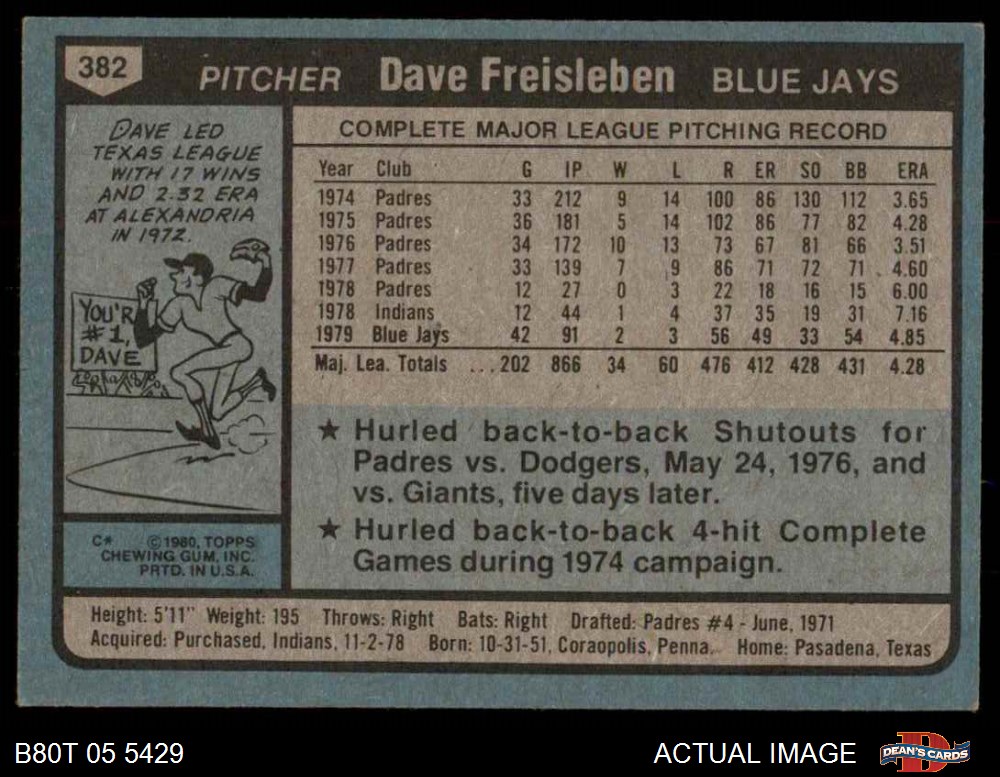 382
PITCHER Dave Freisleben BLUE JAYS
DAVE LED
TEXAS LEAGUE
WITH 17 WINS
AND 2.32 ERA
AT ALEXANDRIA
IN 1972.
YOU'R
#1,
DAVE
COMPLETE MAJOR LEAGUE PITCHING RECORD
Year Club G IP W L R ER SO BB ERA
1974 Padres 33 212 9 14 100 86 130 112 3.65
1975 Padres 36 181 5 14 102 86 77 82 4.28
1976 Padres 34 172 10 13 73 67 81 66 3.51
1977 Padres 33 139 7 9 86 71 72 71 4.60
1978 Padres 12 27 0 3 22 18 16 15 6.00
1978 Indians 12 44 1 4 37 35 19 31 7.16
1979 Blue Jays 42 91 2 3 56 49 33 54 4.85
Maj. Lea. Totals ... 202 866 34 60 476 412 428 431 4.28
★ Hurled back-to-back Shutouts for
Padres vs. Dodgers, May 24, 1976, and
vs. Giants, five days later.
★ Hurled back-to-back 4-hit Complete
Games during 1974 campaign.
C* ©1980, TOPPS
CHEWING GUM, INC.
PRTD. IN U.S.A.
Height: 5'11" Weight: 195 Throws: Right Bats: Right Drafted: Padres #4 - June, 1971
Acquired: Purchased, Indians, 11-2-78 Born: 10-31-51, Coraopolis, Penna. Home: Pasadena, Texas
B80T 05 5429
ACTUAL IMAGE
D
DEAN'S CARDS